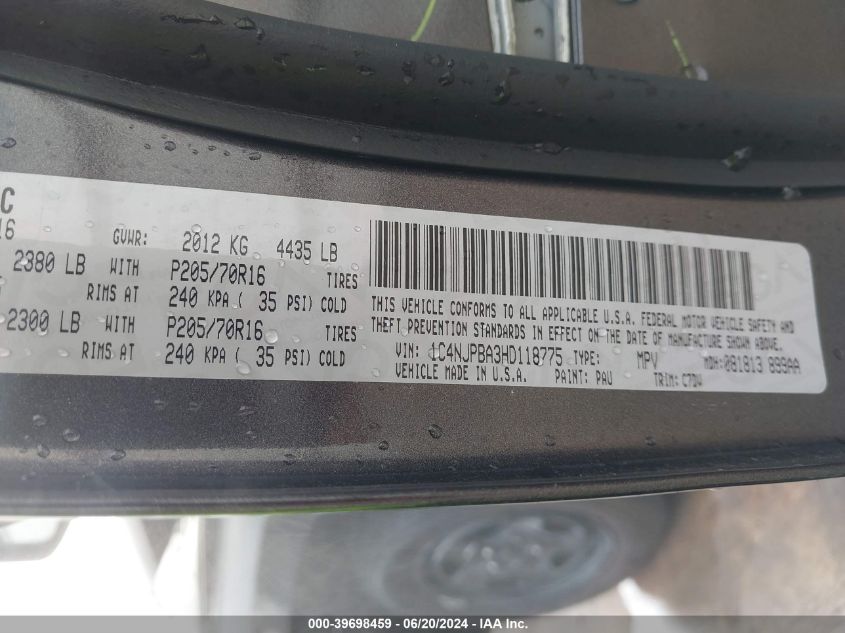 C
16
GVWR: 2012 KG 4435 LB
2380 LB WITH P205/70R16 TIRES
RIMS AT 240 KPA ( 35 PSI) COLD
2300 LB WITH P205/70R16 TIRES
RIMS AT 240 KPA ( 35 PSI) COLD
THIS VEHICLE CONFORMS TO ALL APPLICABLE U.S.A. FEDERAL MOTOR VEHICLE SAFETY AND
THEFT PREVENTION STANDARDS IN EFFECT ON THE DATE OF MANUFACTURE SHOWN ABOVE.
VIN: 1C4NJPBA3HD118775 TYPE: MPV MDH: 081813 899AA
VEHICLE MADE IN U.S.A. PAINT: PAU TRIM: C7DV
000-39698459 - 06/20/2024 - IAA Inc.